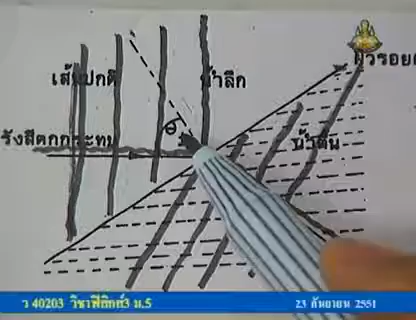 เส้นปกติ
น้ำลึก
θ
รังสีตกกระทบ
น้ำตื้น
ว 40203 วิชาฟิสิกส์3 ม.5
23 กันยายน 2551